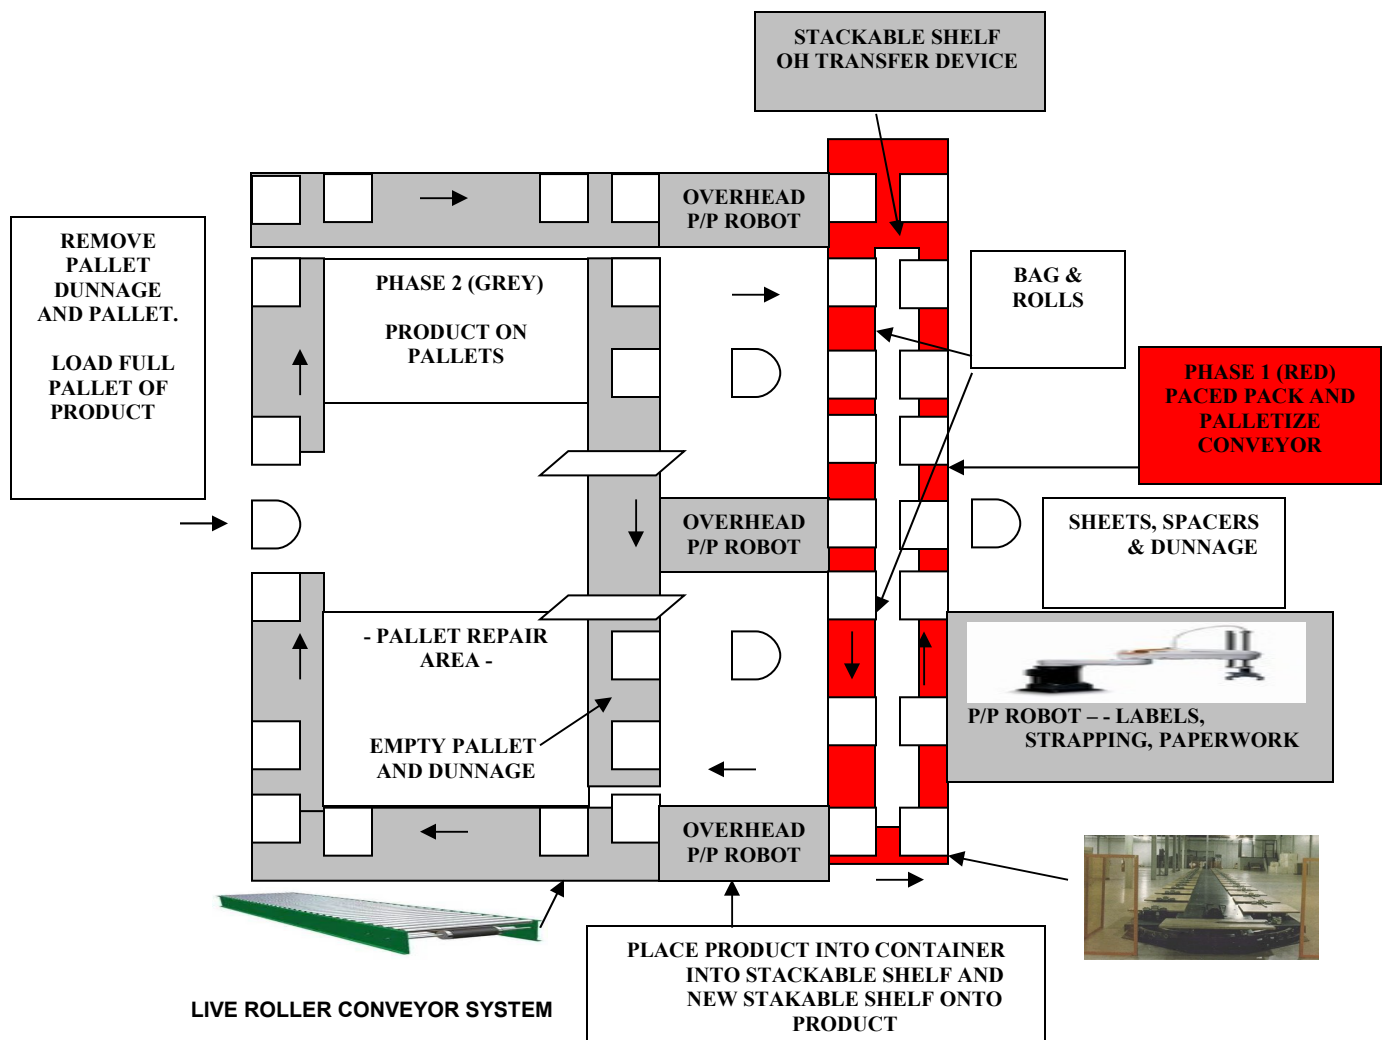 STACKABLE SHELF
OH TRANSFER DEVICE
OVERHEAD
P/P ROBOT
REMOVE
PALLET
DUNNAGE
AND PALLET.
LOAD FULL
PALLET OF
PRODUCT
PHASE 2 (GREY)
PRODUCT ON
PALLETS
BAG &
ROLLS
PHASE 1 (RED)
PACED PACK AND
PALLETIZE
CONVEYOR
OVERHEAD
P/P ROBOT
SHEETS, SPACERS
& DUNNAGE
- PALLET REPAIR
AREA -
P/P ROBOT – - LABELS,
STRAPPING, PAPERWORK
EMPTY PALLET
AND DUNNAGE
OVERHEAD
P/P ROBOT
PLACE PRODUCT INTO CONTAINER
INTO STACKABLE SHELF AND
NEW STAKABLE SHELF ONTO
PRODUCT
LIVE ROLLER CONVEYOR SYSTEM